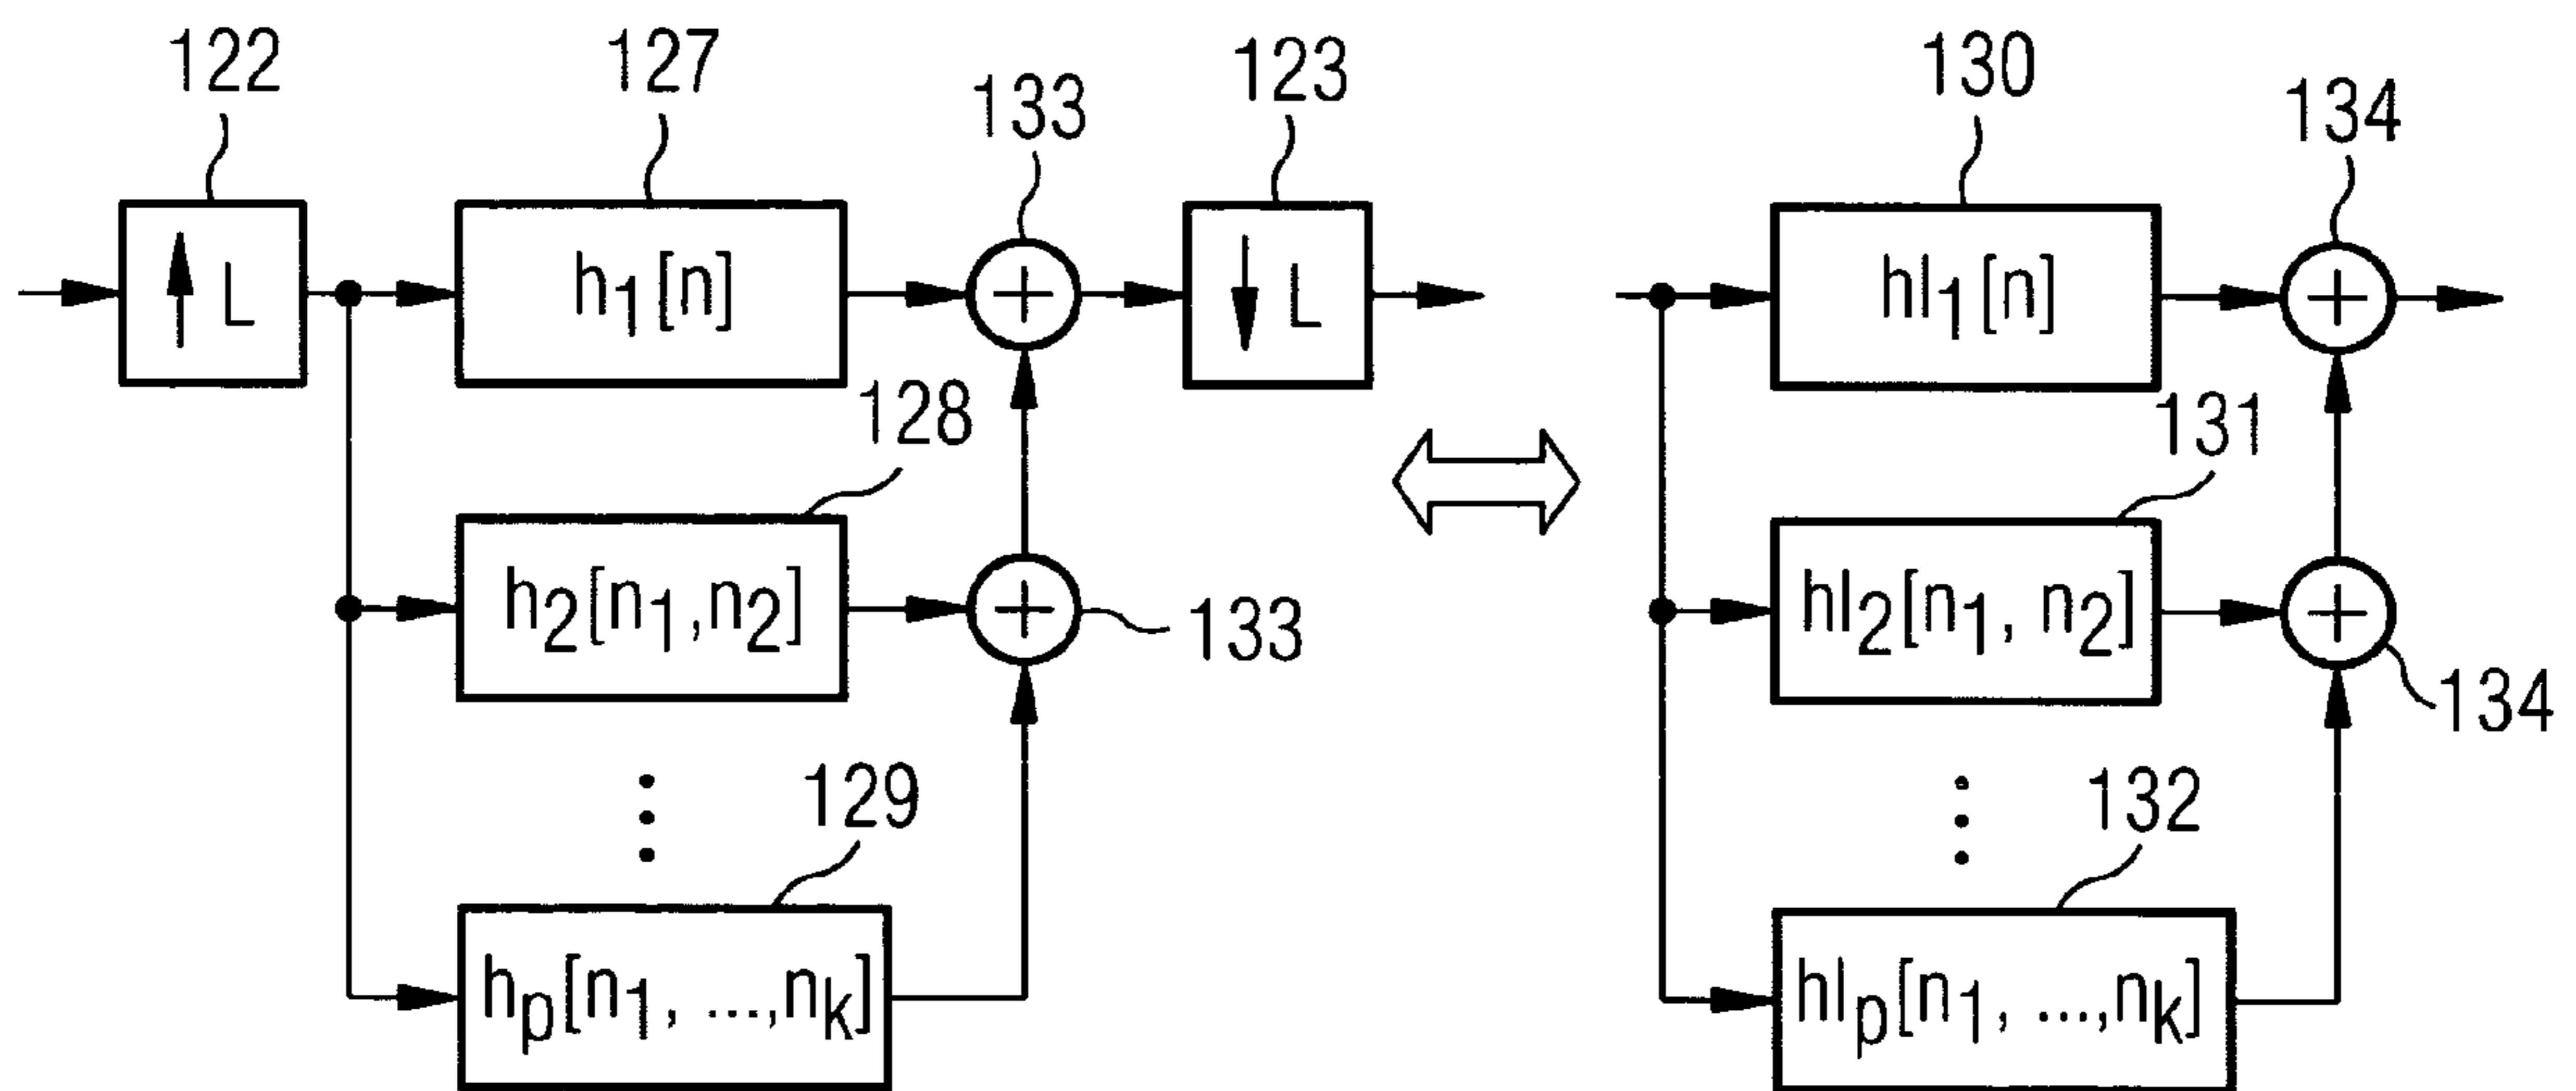 122
127
133
123
130
134
↑ L
h₁[n]
↓ L
hl₁[n]
128
131
h₂[n₁,n₂]
133
hl₂[n₁, n₂]
134
129
132
hₚ[n₁, ...,nₖ]
hlₚ[n₁, ...,nₖ]